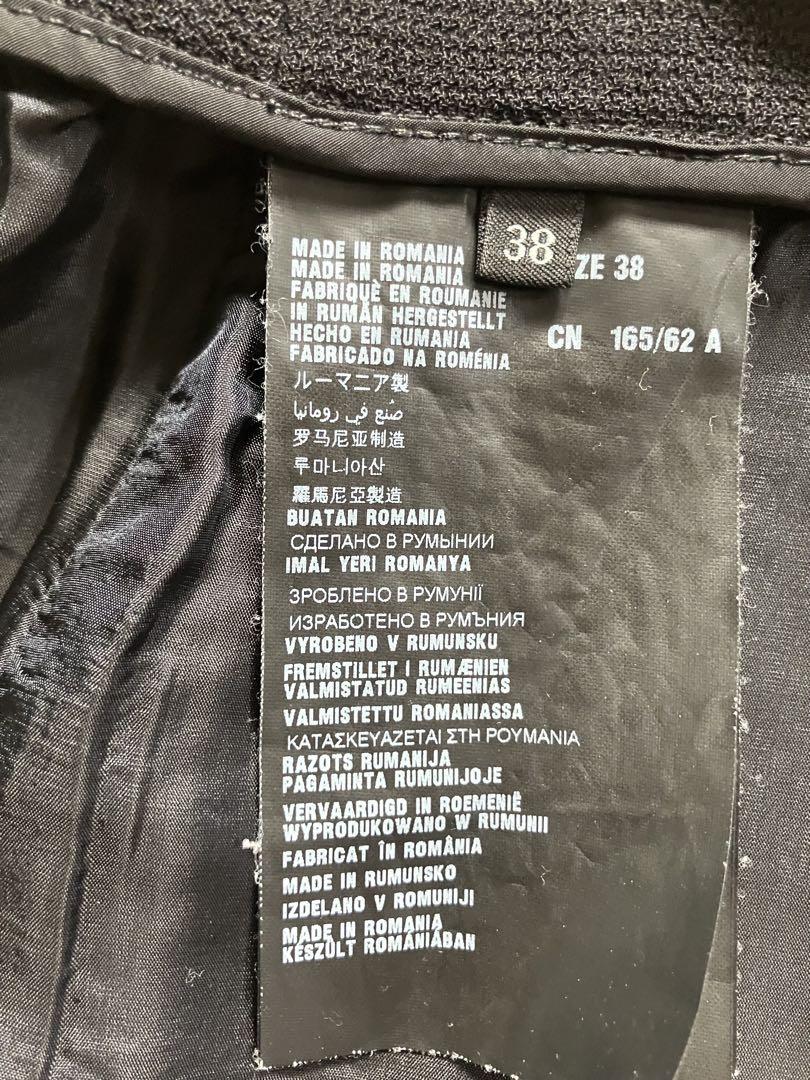 38
ZE 38
CN 165/62 A
MADE IN ROMANIA
MADE IN ROMANIA
FABRIQUÈ EN ROUMANIE
IN RUMÄN HERGESTELLT
HECHO EN RUMANIA
FABRICADO NA ROMÉNIA
ルーマニア製
صُنع في رومانيا
罗马尼亚制造
루마니아산
羅馬尼亞製造
BUATAN ROMANIA
СДЕЛАНО В РУМЫНИИ
IMAL YERI ROMANYA
ЗРОБЛЕНО В РУМУНІЇ
ИЗРАБОТЕНО В РУМЪНИЯ
VYROBENO V RUMUNSKU
FREMSTILLET I RUMÆNIEN
VALMISTATUD RUMEENIAS
VALMISTETTU ROMANIASSA
ΚΑΤΑΣΚΕΥΑΖΕΤΑΙ ΣΤΗ ΡΟΥΜΑΝΙΑ
RAZOTS RUMANIJA
PAGAMINTA RUMUNIJOJE
VERVAARDIGD IN ROEMENIË
WYPRODUKOWANO W RUMUNII
FABRICAT ÎN ROMÂNIA
MADE IN RUMUNSKO
IZDELANO V ROMUNIJI
MADE IN ROMANIA
KÉSZÜLT ROMÁNIÁBAN